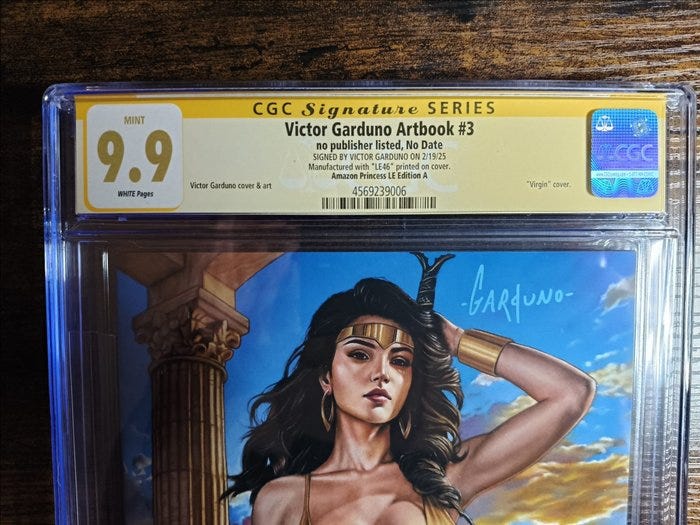 CGC Signature SERIES
MINT
9.9
WHITE Pages
Victor Garduno Artbook #3
no publisher listed, No Date
SIGNED BY VICTOR GARDUNO ON 2/19/25
Manufactured with "LE46" printed on cover.
Amazon Princess LE Edition A
Victor Garduno cover & art
"Virgin" cover.
4569239006
CGC
-GARDUNO-